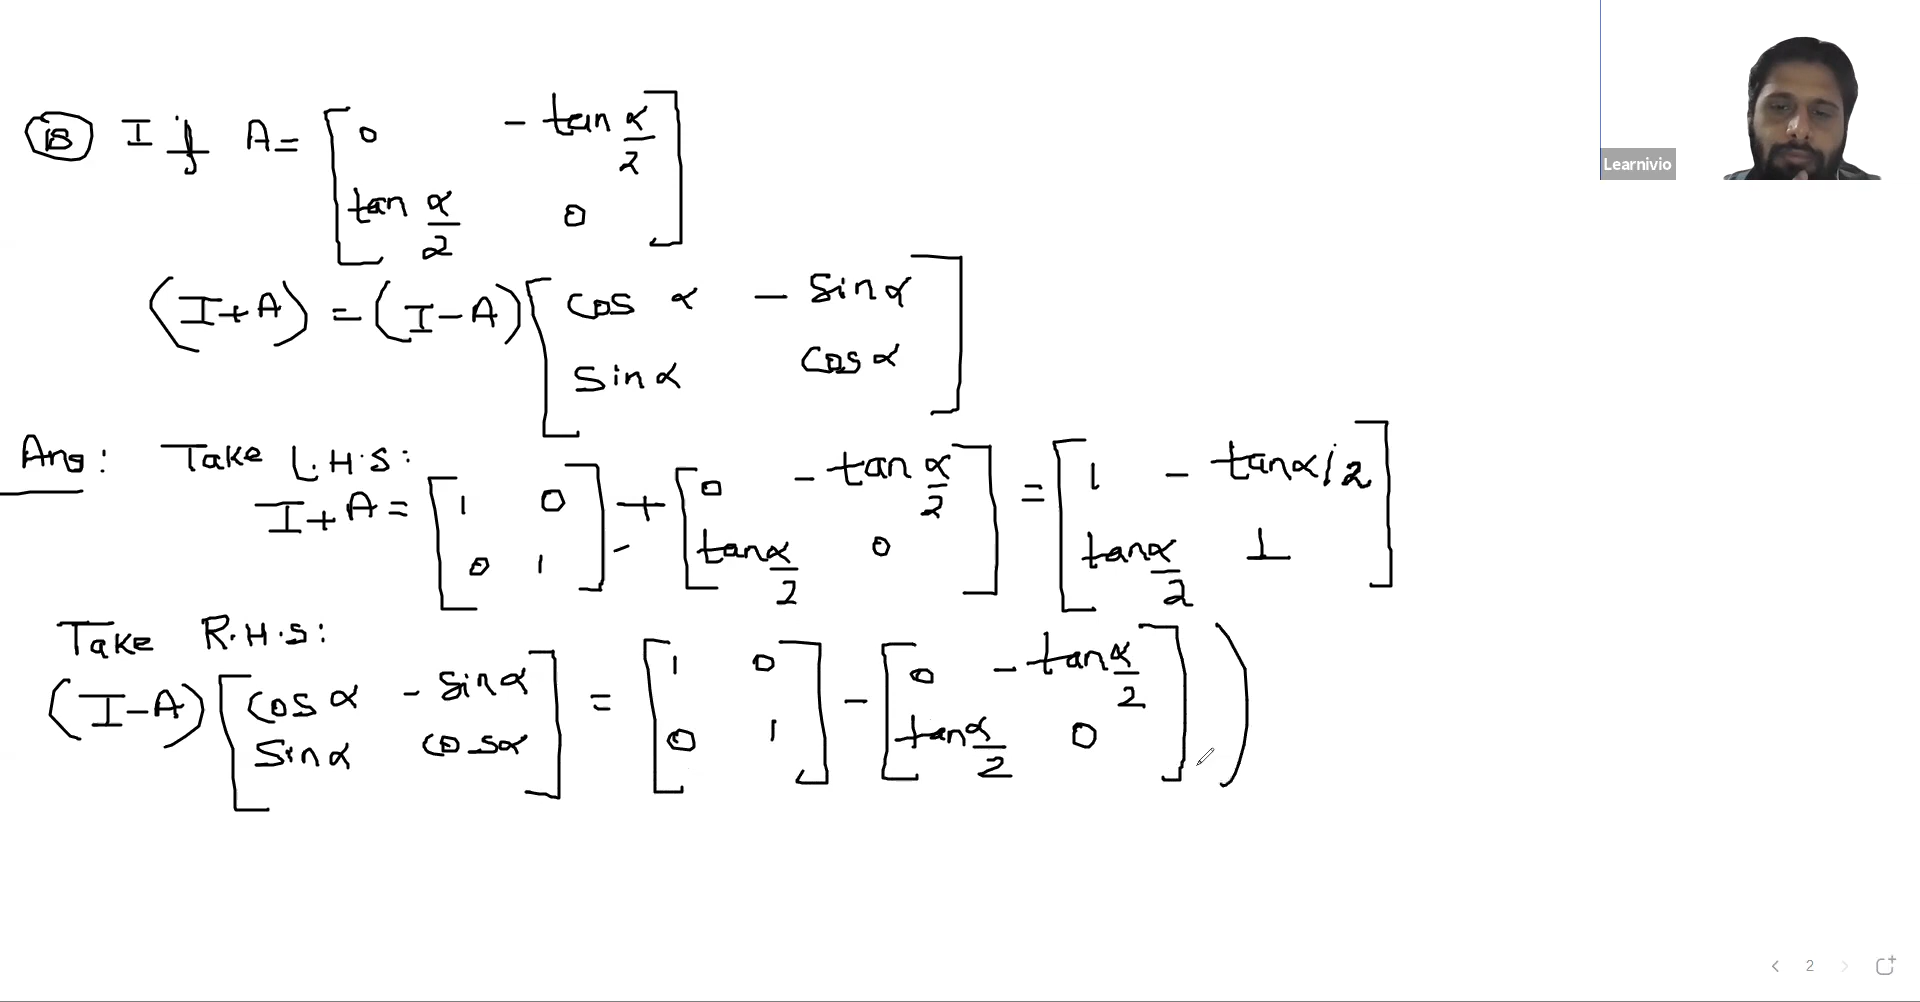 18 If A = [ 0 - tan α/2
tan α/2 0 ]
(I+A) = (I-A) [ cos α - sin α
sin α cos α ]
Ans: Take L.H.S:
I+A = [ 1 0 + [ 0 - tan α/2 = [ 1 - tan α/2
0 1 ] tan α/2 0 ] tan α/2 1 ]
Take R.H.S:
(I-A) [ cos α - sin α = [ 1 0 - [ 0 - tan α/2
sin α cos α ] 0 1 ] tan α/2 0 ] )
Learnivio
2